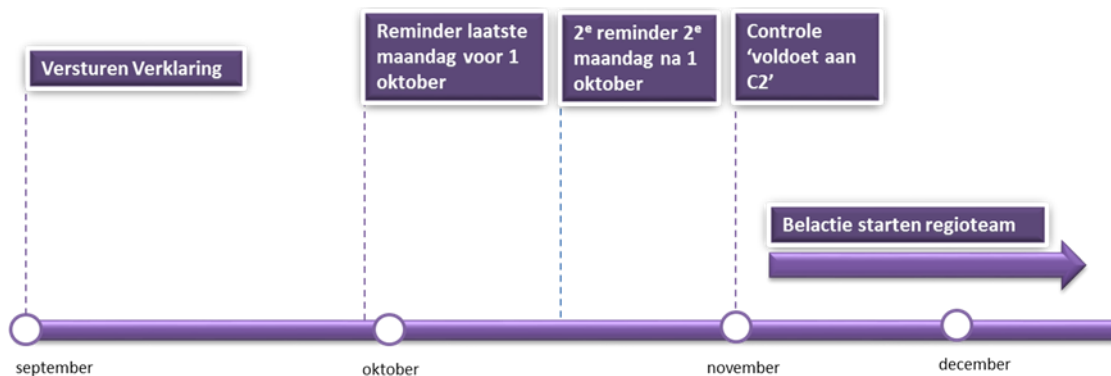 Versturen Verklaring
Reminder laatste
maandag voor 1
oktober
2e reminder 2e
maandag na 1
oktober
Controle
‘voldoet aan
C2’
Belactie starten regioteam
september
oktober
november
december